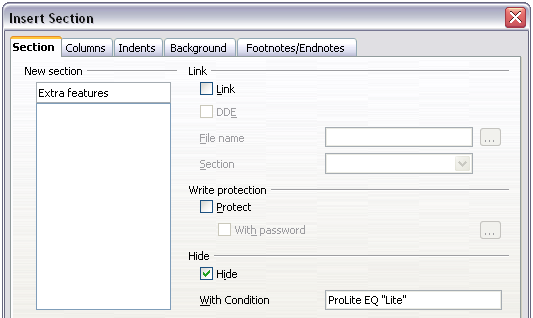 Insert Section
Section Columns Indents Background Footnotes/Endnotes
New section
Extra features
Link
Link
DDE
File name
...
Section
Write protection
Protect
With password
...
Hide
Hide
With Condition
ProLite EQ "Lite"